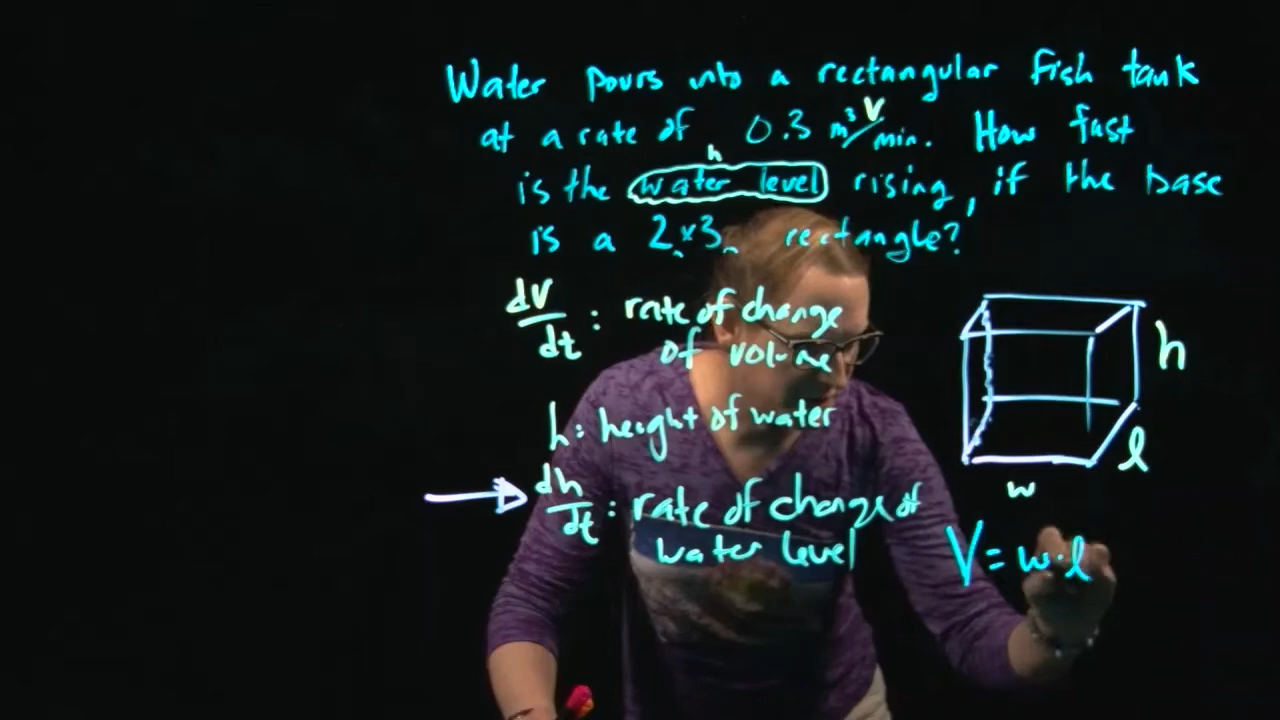 Water pours into a rectangular fish tank
at a rate of 0.3 m³/min. How fast
V
h
is the water level rising, if the base
is a 2×3 rectangle?
dV/dt: rate of change
of volume
h: height of water
dh/dt: rate of change of
water level
h
l
w
V = w·l